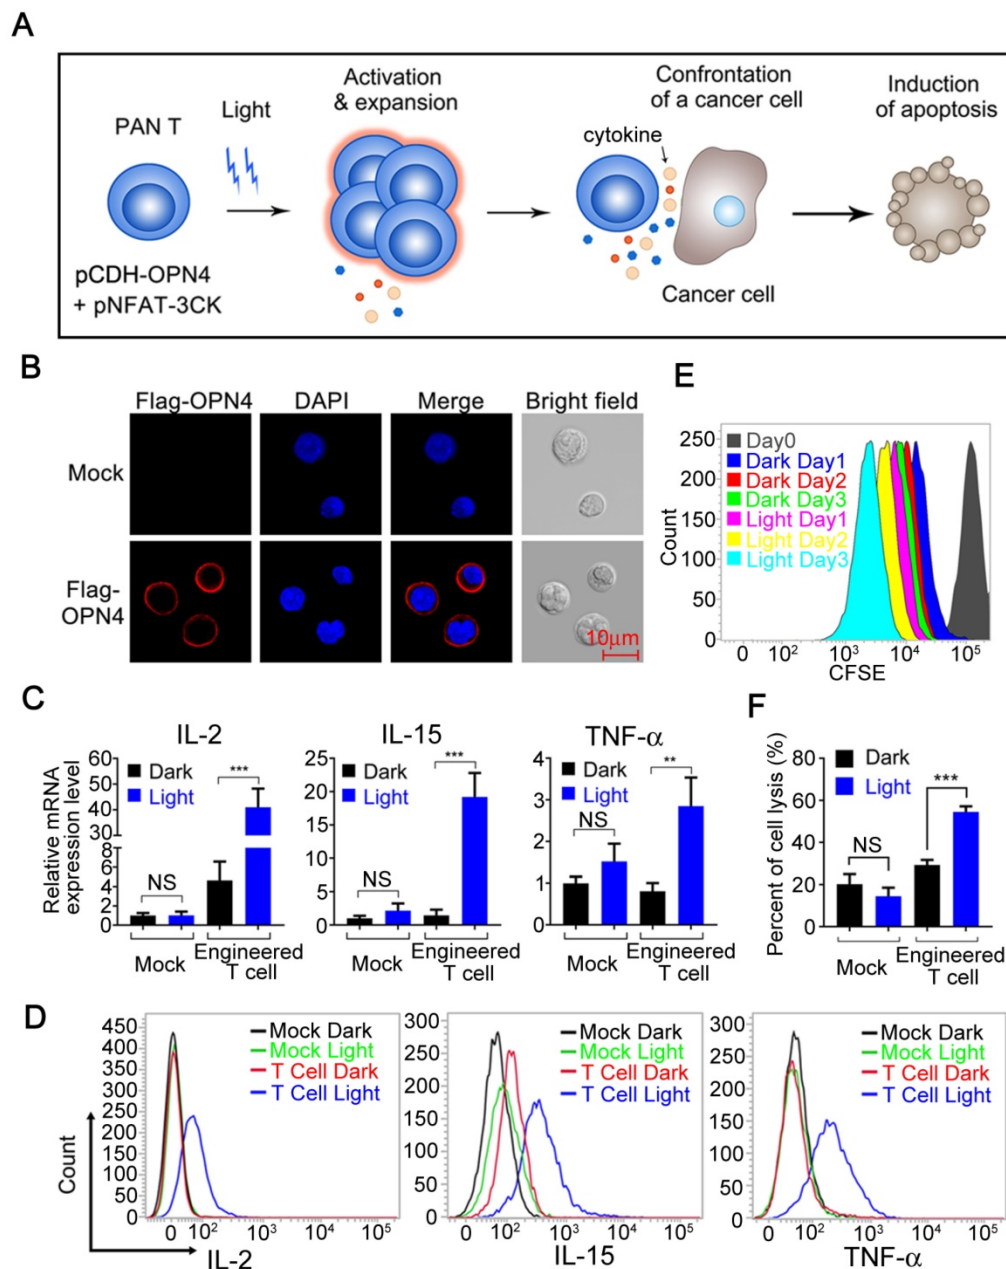 A
PAN T
Light
Activation
& expansion
Confrontation
of a cancer cell
Induction
of apoptosis
cytokine
pCDH-OPN4
+ pNFAT-3CK
Cancer cell
B
Flag-OPN4 DAPI Merge Bright field
Mock
Flag-
OPN4
10μm
E
Count
250
200
150
100
50
0
Day0
Dark Day1
Dark Day2
Dark Day3
Light Day1
Light Day2
Light Day3
0 10² 10³ 10⁴ 10⁵
CFSE
C
Relative mRNA
expression level
IL-2
60
50
40
30
8
6
4
2
0
Dark
Light
***
NS
Mock
Engineered
T cell
IL-15
25
20
15
10
5
0
Dark
Light
***
NS
Mock
Engineered
T cell
TNF-α
4
3
2
1
0
Dark
Light
**
NS
Mock
Engineered
T cell
F
Percent of cell lysis (%)
80
60
40
20
0
Dark
Light
***
NS
Mock
Engineered
T cell
D
Count
450
400
350
300
250
200
150
100
50
0
Mock Dark
Mock Light
T Cell Dark
T Cell Light
0 10² 10³ 10⁴ 10⁵
IL-2
300
250
200
150
100
50
0
Mock Dark
Mock Light
T Cell Dark
T Cell Light
0 10² 10³ 10⁴ 10⁵
IL-15
300
250
200
150
100
50
0
Mock Dark
Mock Light
T Cell Dark
T Cell Light
0 10² 10³ 10⁴ 10⁵
TNF-α